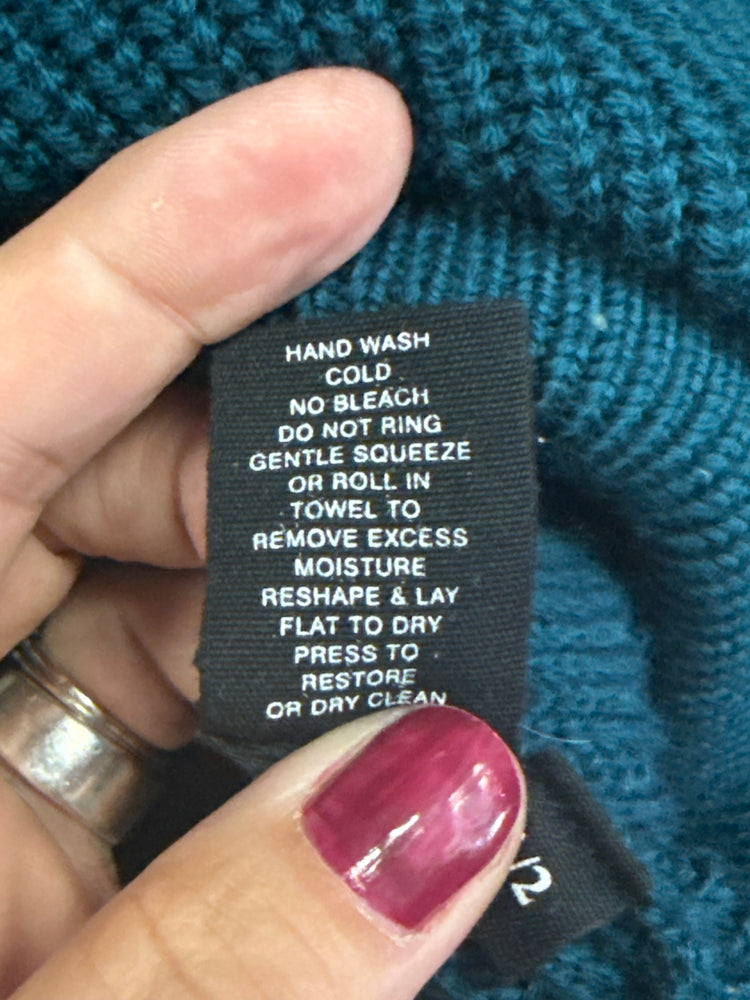 HAND WASH
COLD
NO BLEACH
DO NOT RING
GENTLE SQUEEZE
OR ROLL IN
TOWEL TO
REMOVE EXCESS
MOISTURE
RESHAPE & LAY
FLAT TO DRY
PRESS TO
RESTORE
OR DRY CLEAN
/2